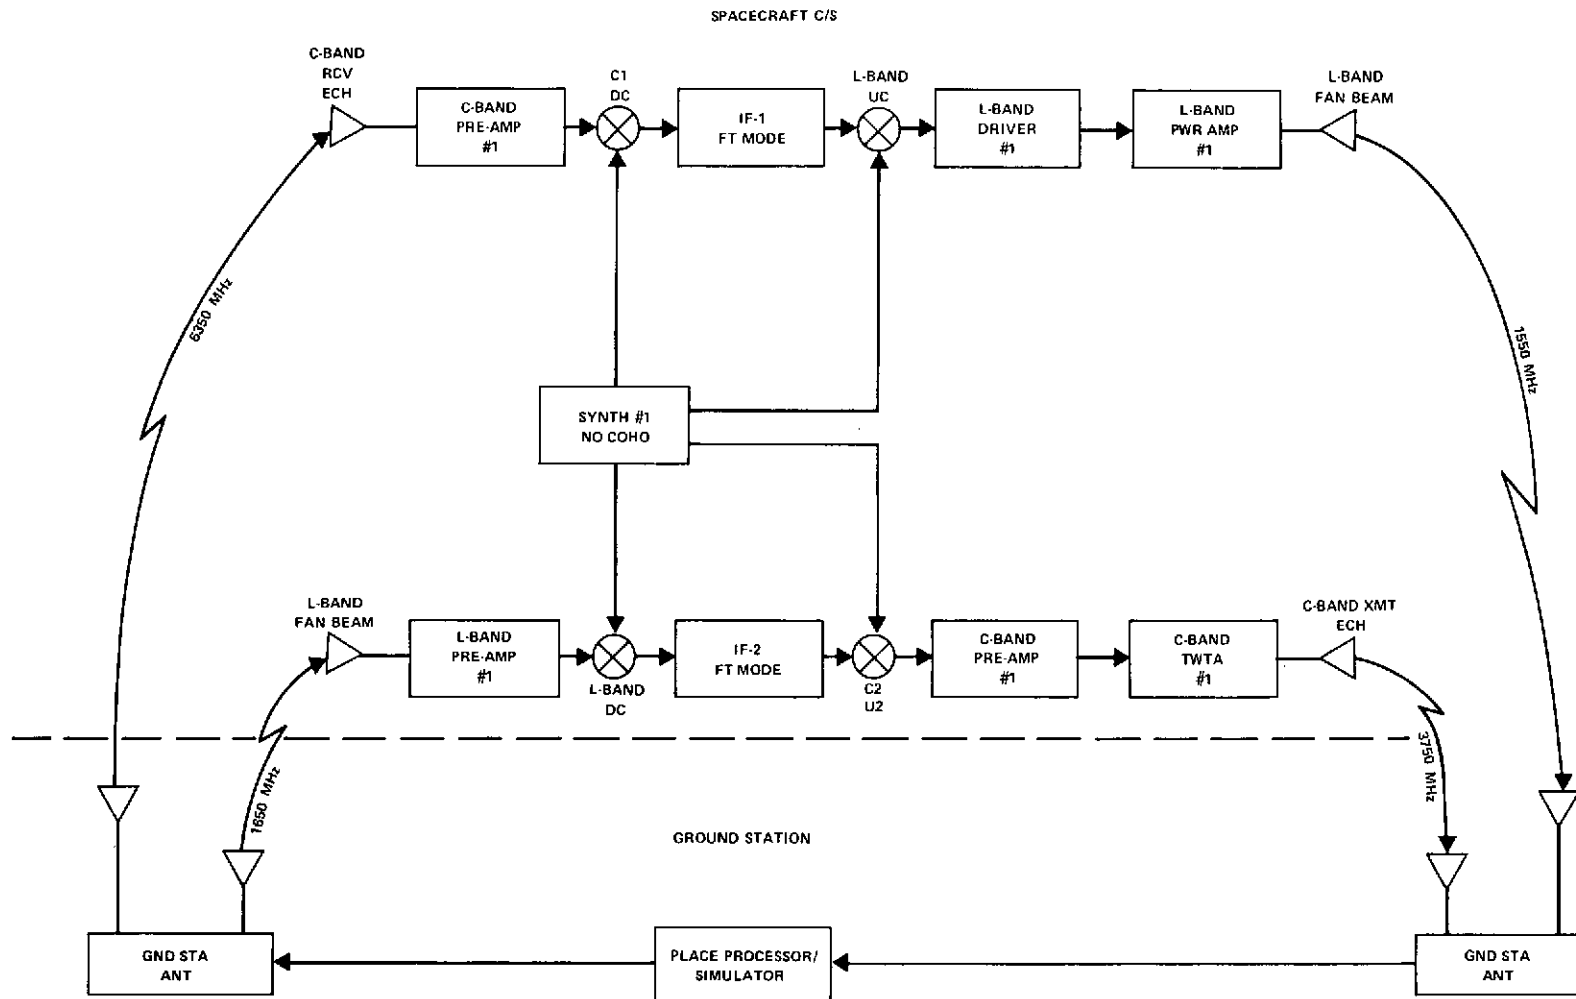 SPACECRAFT C/S
C-BAND
RCV
ECH
C-BAND
PRE-AMP
#1
C1
DC
IF-1
FT MODE
L-BAND
UC
L-BAND
DRIVER
#1
L-BAND
PWR AMP
#1
L-BAND
FAN BEAM
6350 MHz
1550 MHz
SYNTH #1
NO COHO
L-BAND
FAN BEAM
L-BAND
PRE-AMP
#1
L-BAND
DC
IF-2
FT MODE
C2
U2
C-BAND
PRE-AMP
#1
C-BAND
TWTA
#1
C-BAND XMT
ECH
1650 MHz
3750 MHz
GROUND STATION
GND STA
ANT
PLACE PROCESSOR/
SIMULATOR
GND STA
ANT